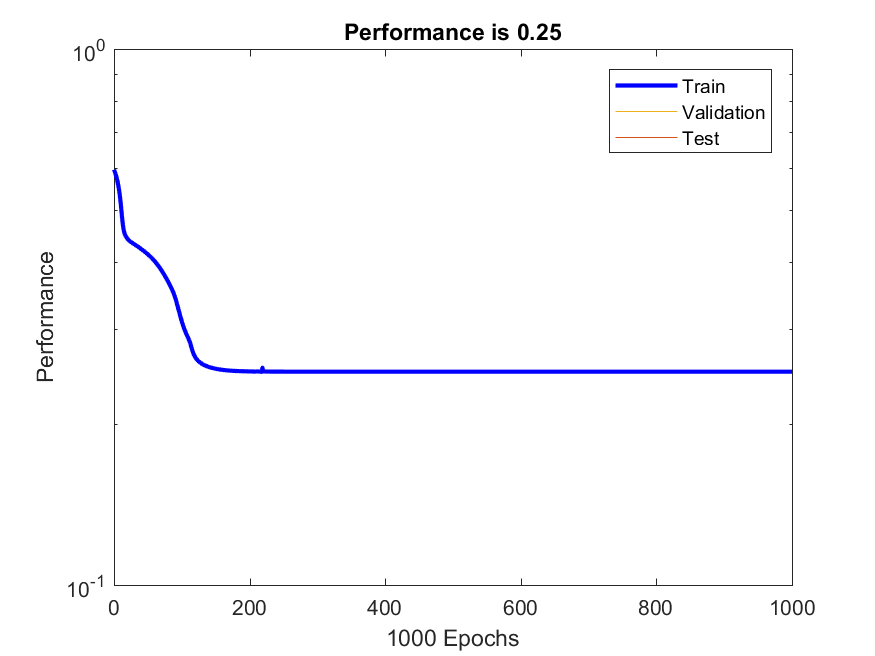 Performance is 0.25
10^0
Train
Validation
Test
Performance
10^-1
0 200 400 600 800 1000
1000 Epochs